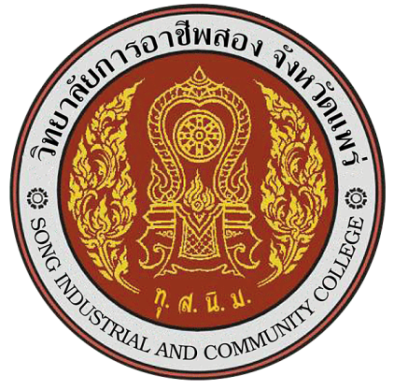 วิทยาลัยการอาชีพสอง จังหวัดแพร่
ทุ. ส. นิ. ม.
SONG INDUSTRIAL AND COMMUNITY COLLEGE